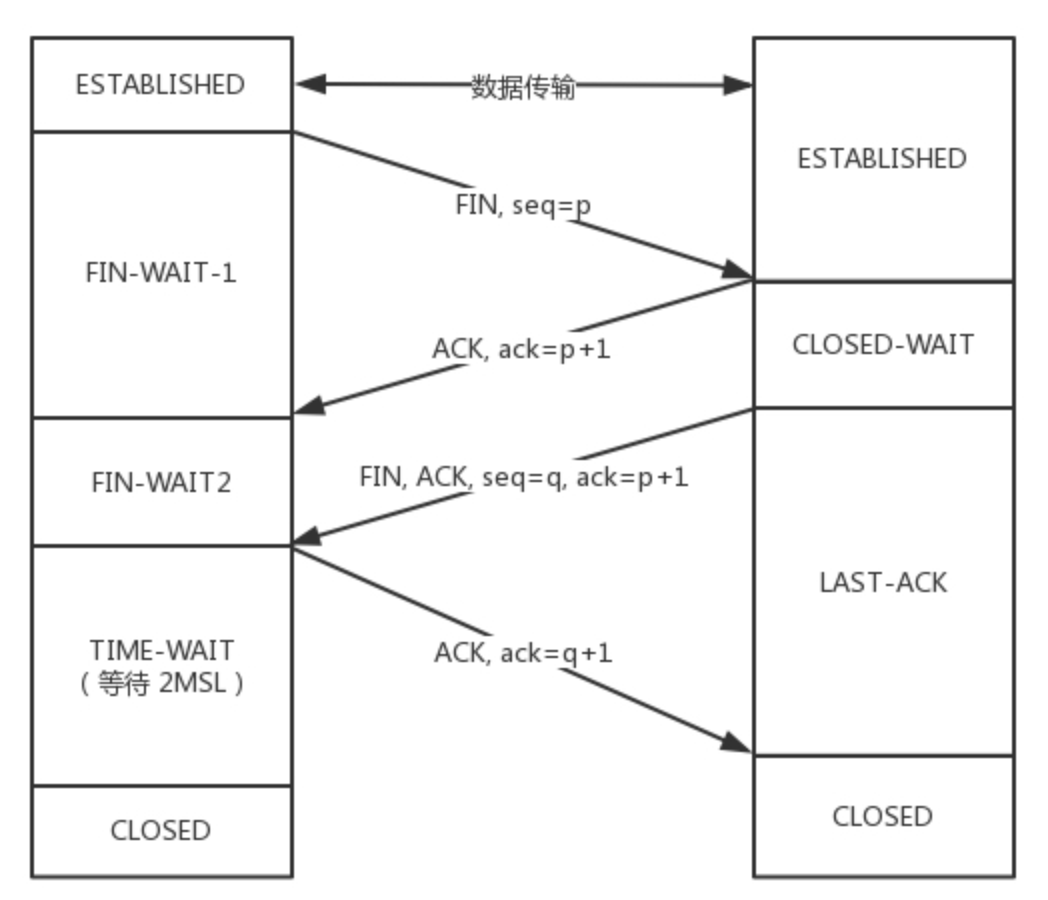 ESTABLISHED
数据传输
ESTABLISHED
FIN, seq=p
FIN-WAIT-1
ACK, ack=p+1
CLOSED-WAIT
FIN-WAIT2
FIN, ACK, seq=q, ack=p+1
LAST-ACK
TIME-WAIT
（等待 2MSL）
ACK, ack=q+1
CLOSED
CLOSED